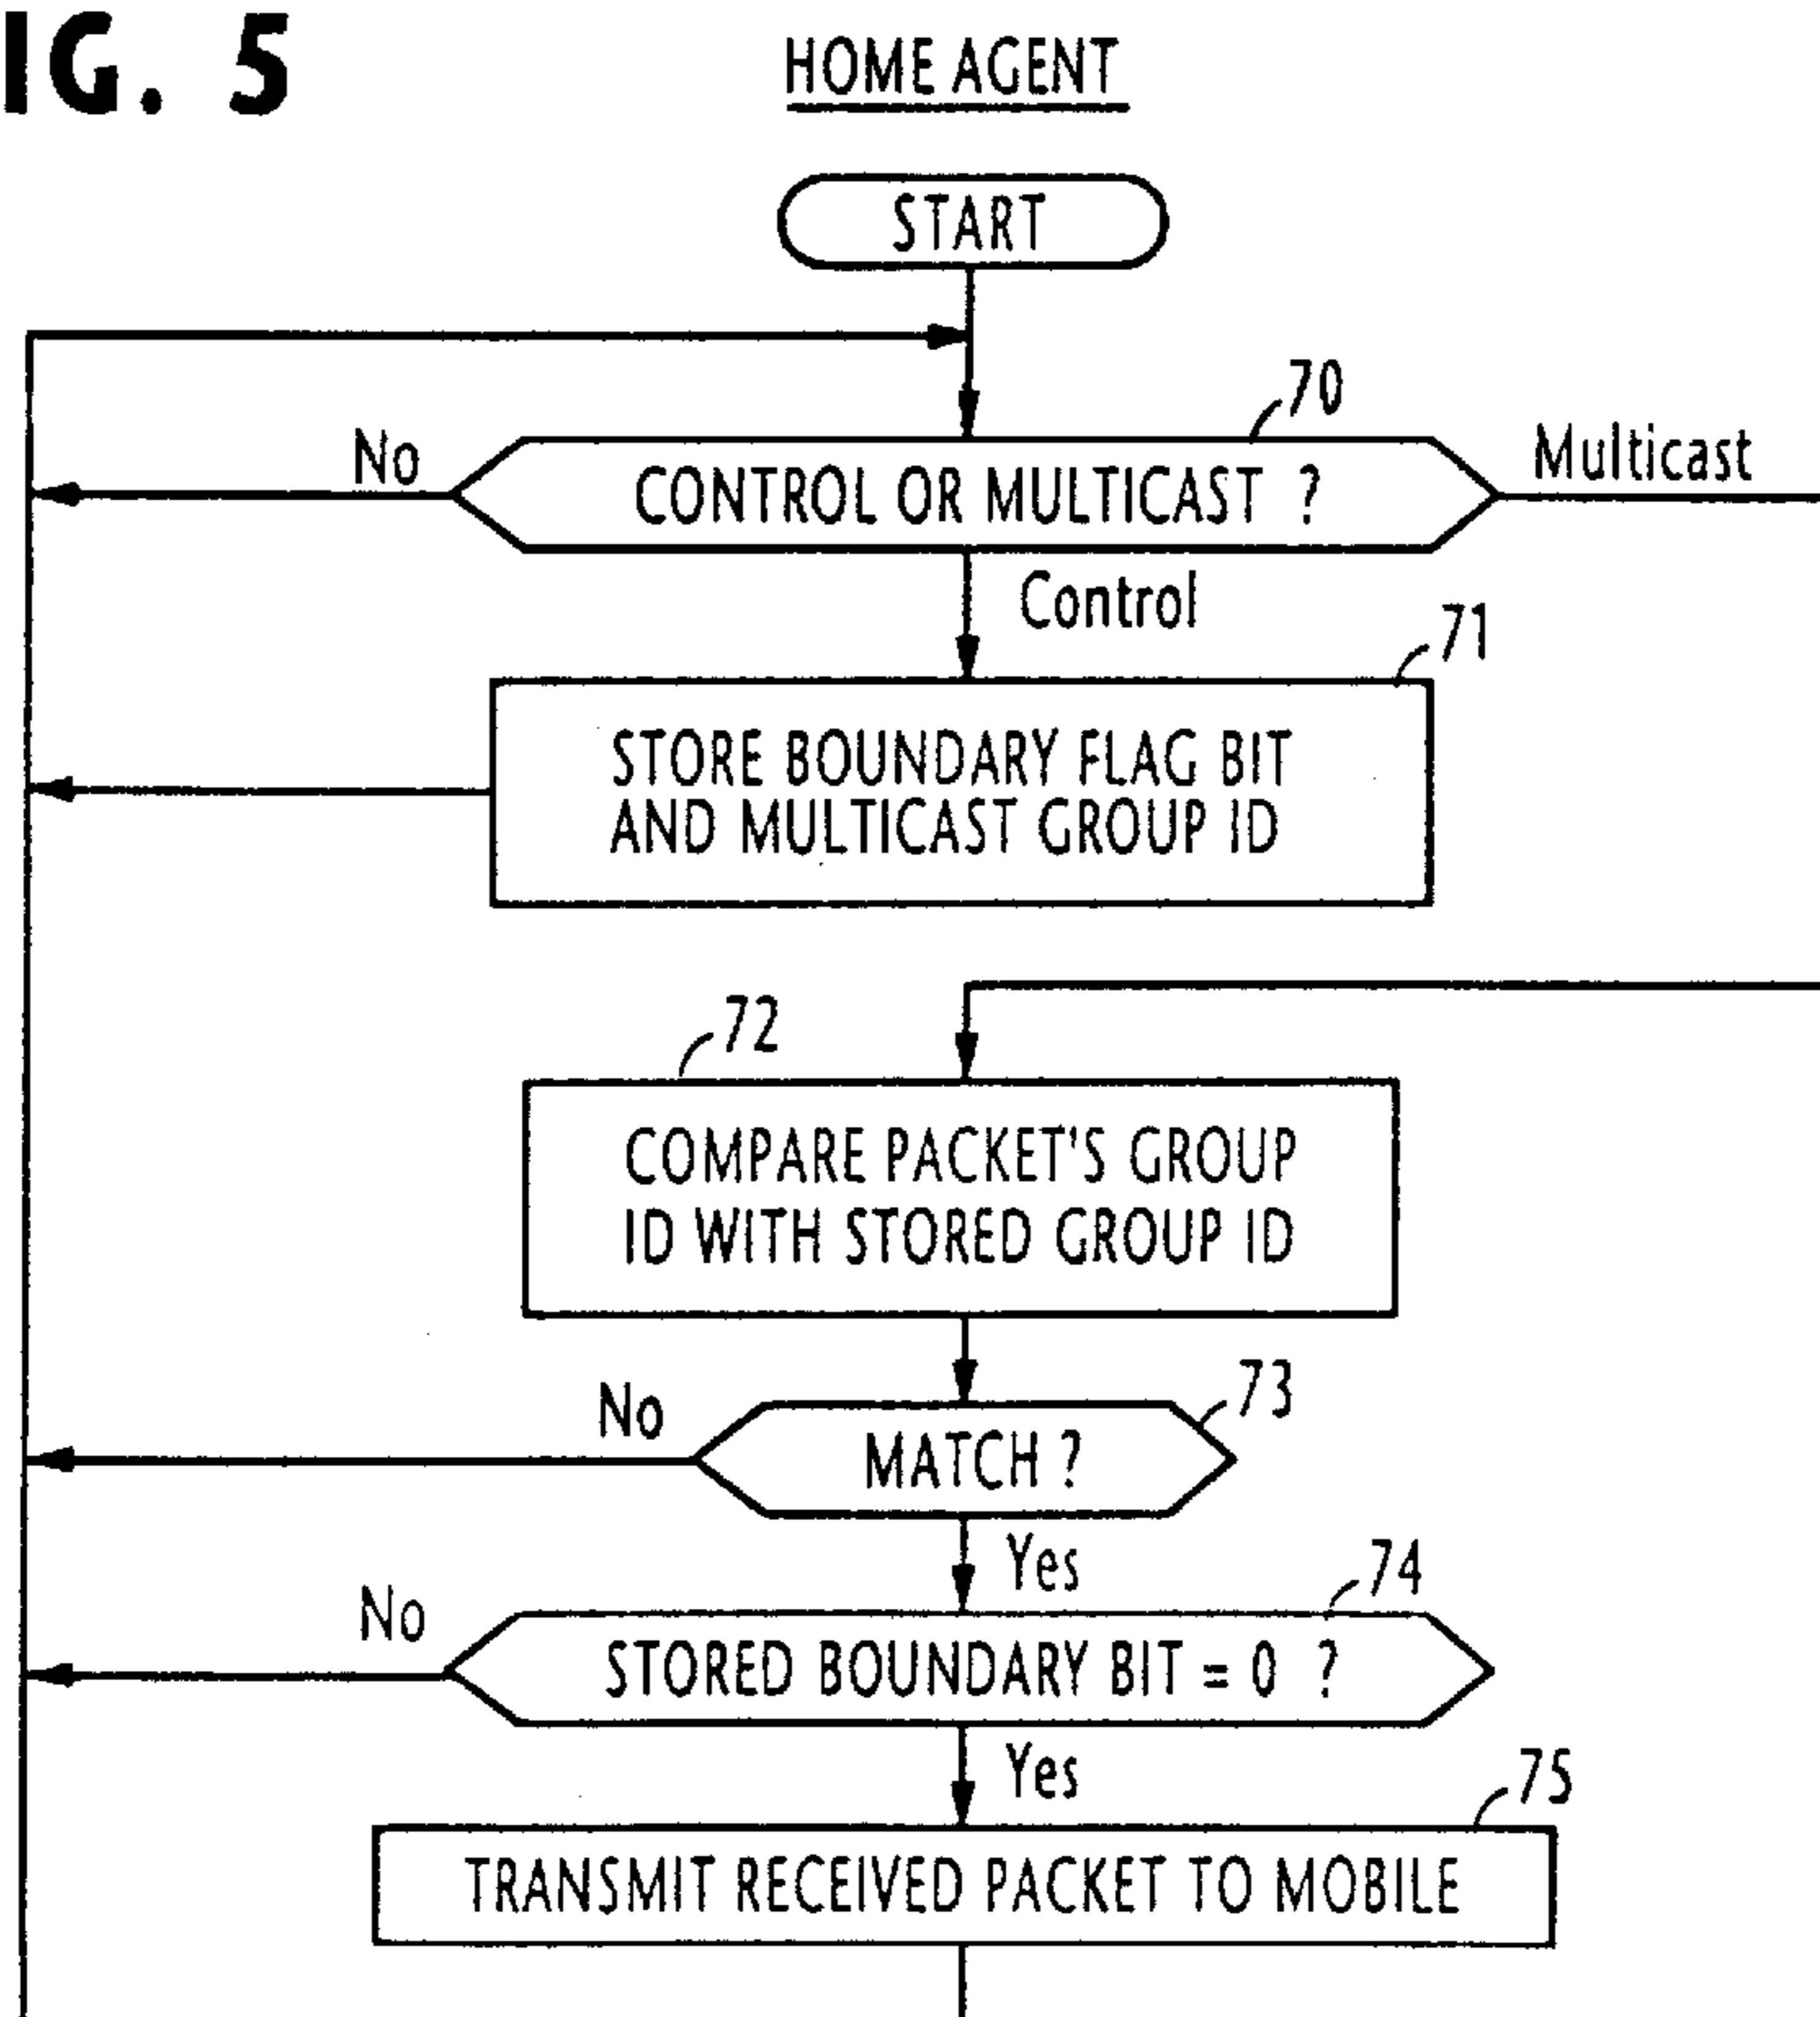 IG. 5
HOME AGENT
START
70
No
CONTROL OR MULTICAST ?
Multicast
Control
71
STORE BOUNDARY FLAG BIT
AND MULTICAST GROUP ID
72
COMPARE PACKET'S GROUP
ID WITH STORED GROUP ID
73
No
MATCH ?
Yes
74
No
STORED BOUNDARY BIT = 0 ?
Yes
75
TRANSMIT RECEIVED PACKET TO MOBILE